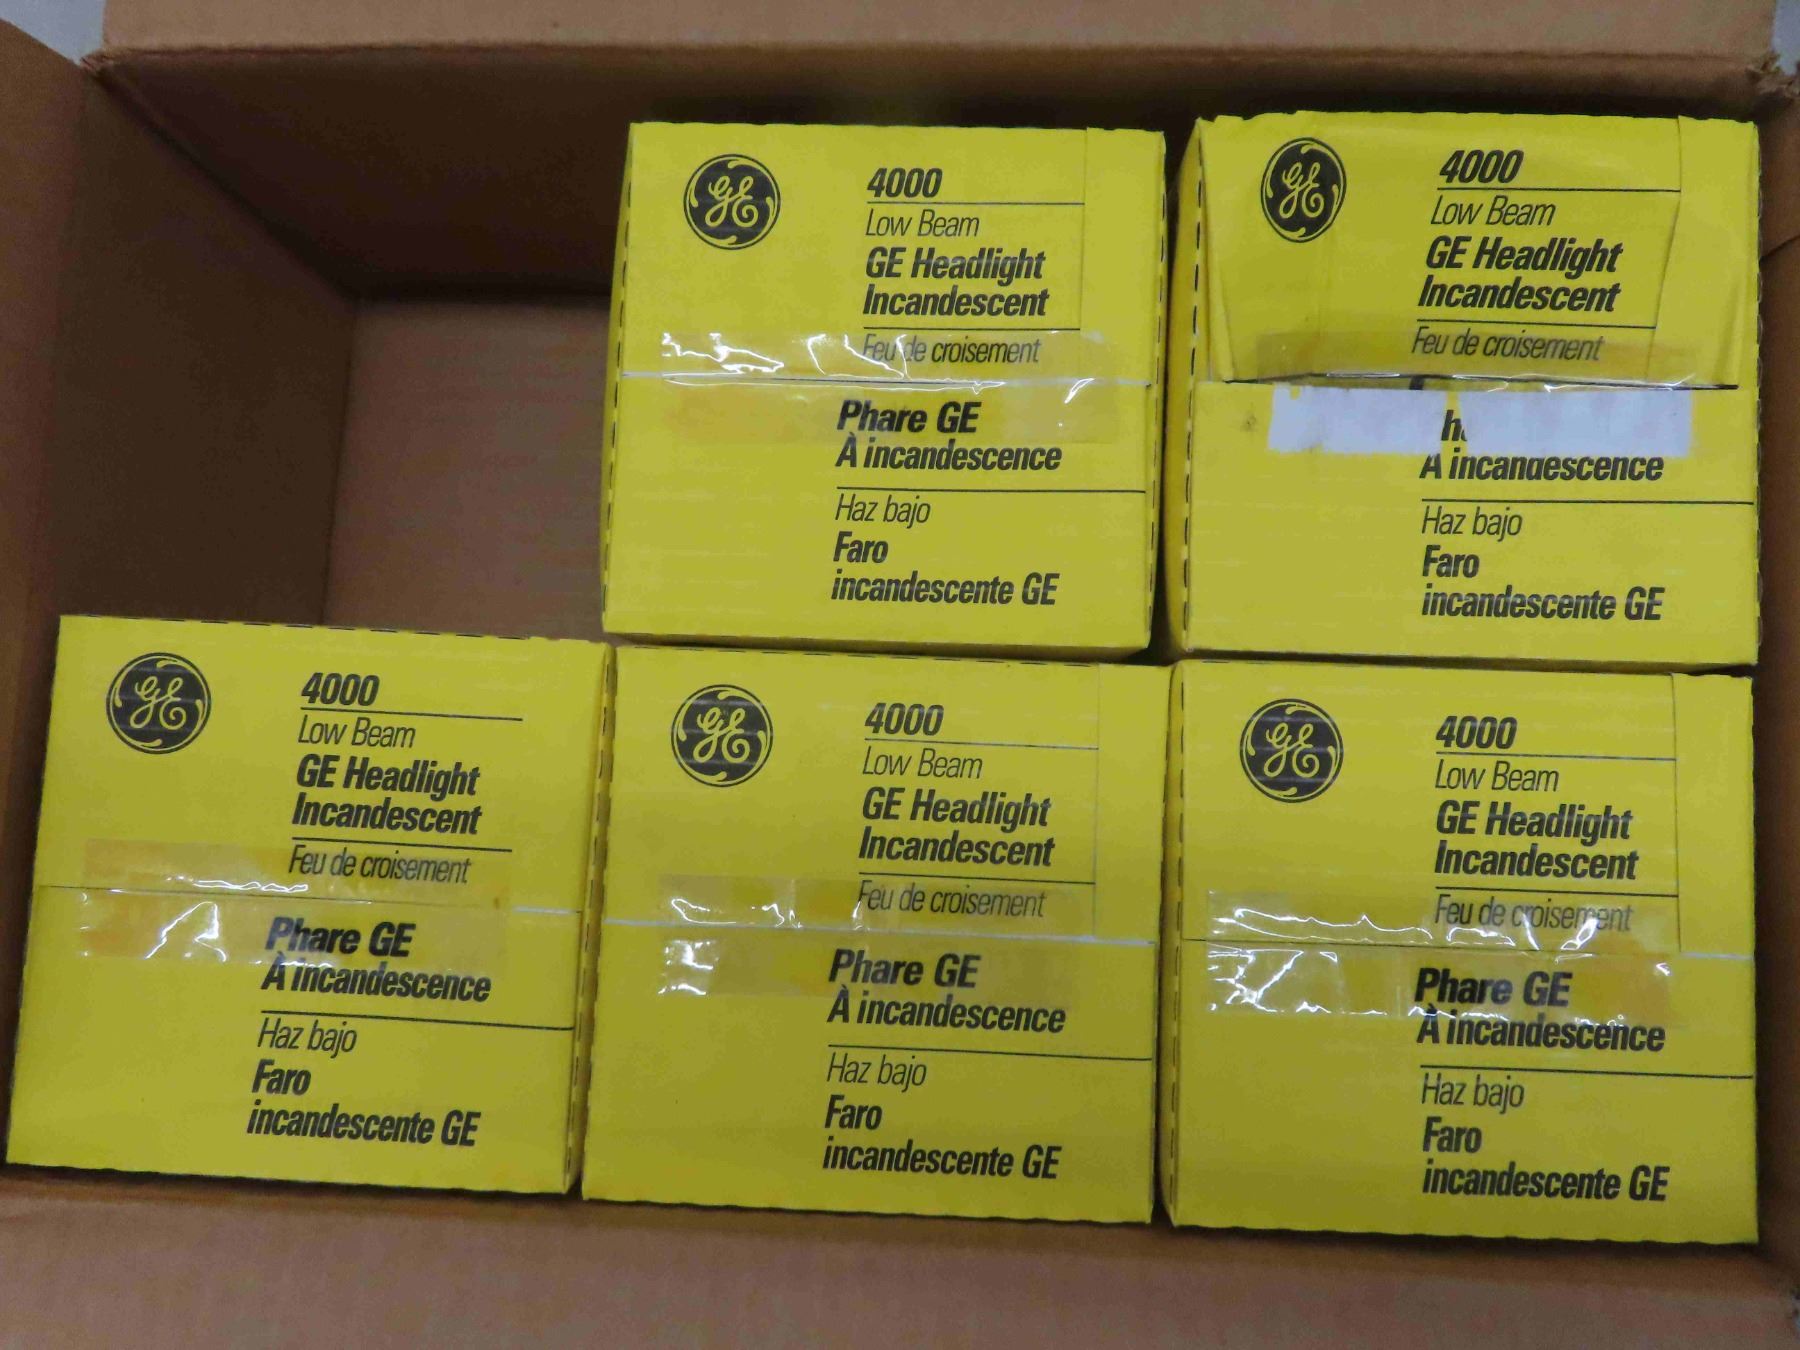 GE
4000
Low Beam
GE Headlight
Incandescent
Feu de croisement
Phare GE
À incandescence
Haz bajo
Faro
incandescente GE
GE
4000
Low Beam
GE Headlight
Incandescent
Feu de croisement
À incandescence
Haz bajo
Faro
incandescente GE
GE
4000
Low Beam
GE Headlight
Incandescent
Feu de croisement
Phare GE
À incandescence
Haz bajo
Faro
incandescente GE
GE
4000
Low Beam
GE Headlight
Incandescent
Feu de croisement
Phare GE
À incandescence
Haz bajo
Faro
incandescente GE
GE
4000
Low Beam
GE Headlight
Incandescent
Feu de croisement
Phare GE
À incandescence
Haz bajo
Faro
incandescente GE